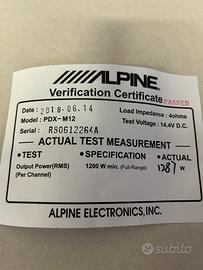 ALPINE
Verification Certificate
PASSED
Date : 2018-06.14
Load Impedance : 4ohms
Model : PDX-M12
Test Voltage : 14.4V D.C.
Serial : RS0612264A
ACTUAL TEST MEASUREMENT
•TEST •SPECIFICATION •ACTUAL
Output Power(RMS) 1200 W min. (Full-Range) 1287 W
(Per Channel)
ALPINE ELECTRONICS,INC.
subito